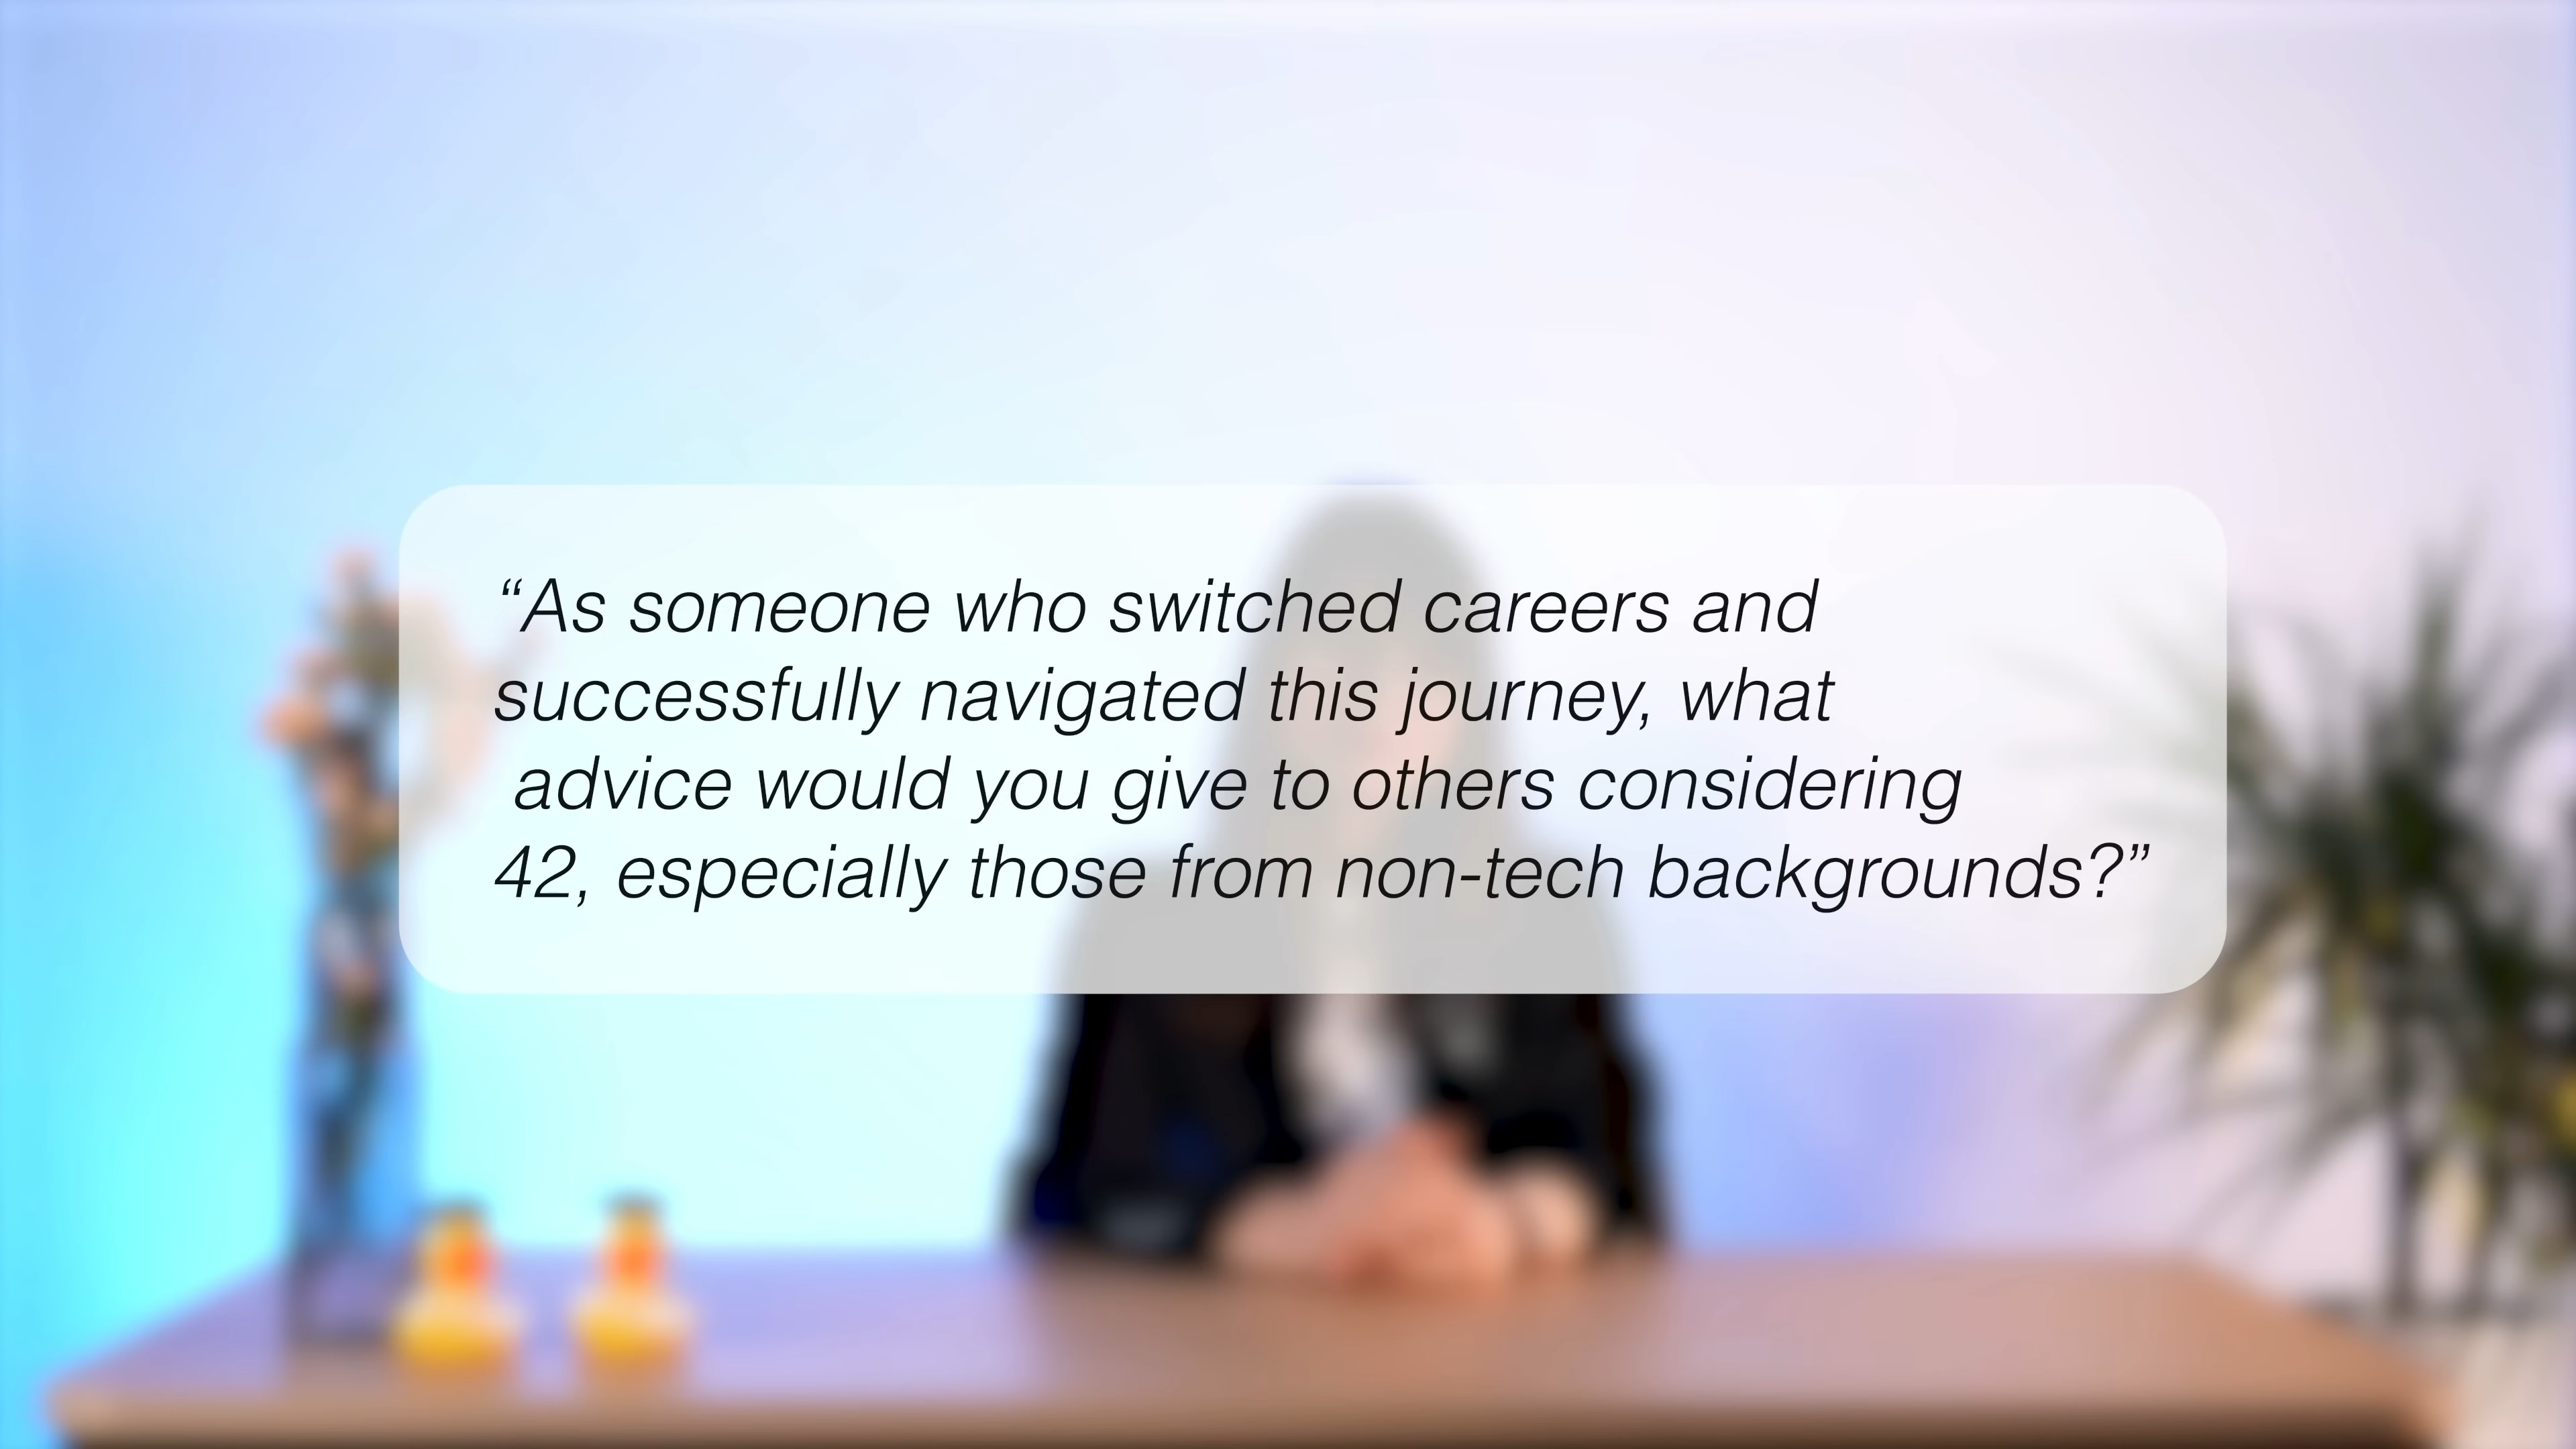 “As someone who switched careers and
successfully navigated this journey, what
advice would you give to others considering
42, especially those from non-tech backgrounds?”